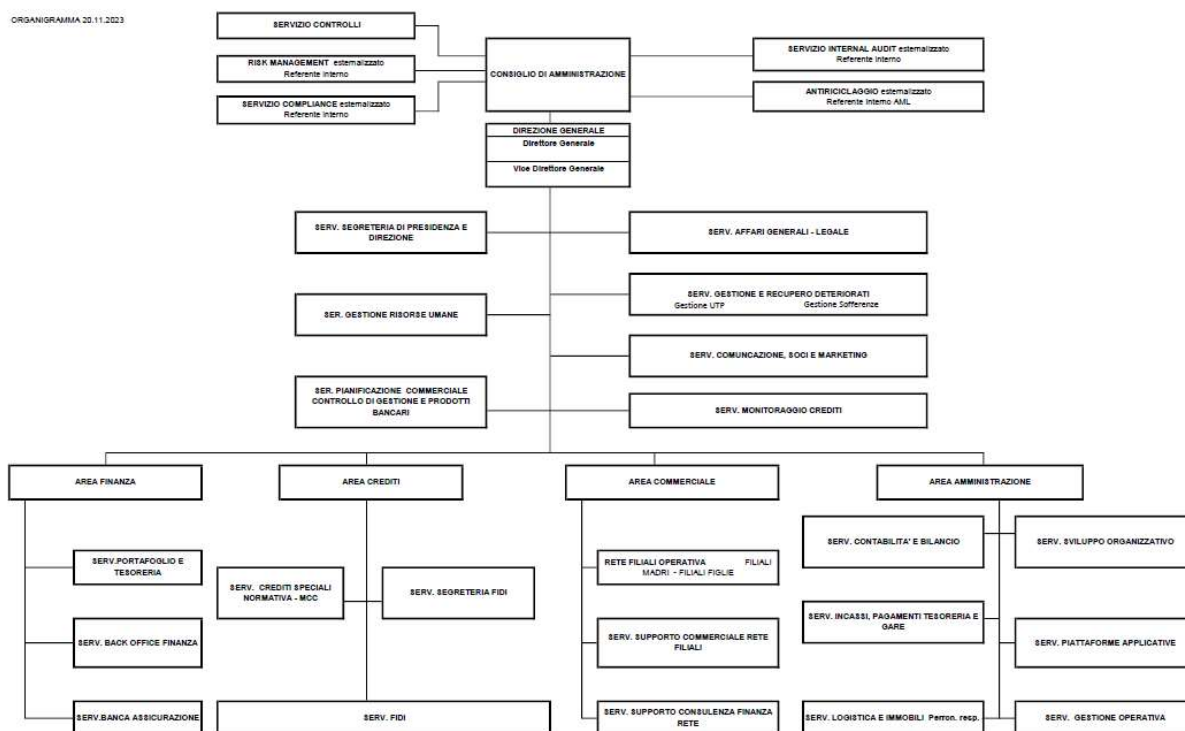 ORGANIGRAMMA 20.11.2023
SERVIZIO CONTROLLI
RISK MANAGEMENT esternalizzato
Referente Interno
SERVIZIO COMPLIANCE esternalizzato
Referente Interno
CONSIGLIO DI AMMINISTRAZIONE
SERVIZIO INTERNAL AUDIT esternalizzato
Referente Interno
ANTIRICICLAGGIO esternalizzato
Referente Interno AML
DIREZIONE GENERALE
Direttore Generale
Vice Direttore Generale
SERV. SEGRETERIA DI PRESIDENZA E
DIREZIONE
SERV. AFFARI GENERALI - LEGALE
SERV. GESTIONE E RECUPERO DETERIORATI
Gestione UTP Gestione Sofferenze
SER. GESTIONE RISORSE UMANE
SERV. COMUNCAZIONE, SOCI E MARKETING
SER. PIANIFICAZIONE COMMERCIALE
CONTROLLO DI GESTIONE E PRODOTTI
BANCARI
SERV. MONITORAGGIO CREDITI
AREA FINANZA
AREA CREDITI
AREA COMMERCIALE
AREA AMMINISTRAZIONE
SERV.PORTAFOGLIO E
TESORERIA
SERV. BACK OFFICE FINANZA
SERV.BANCA ASSICURAZIONE
SERV. CREDITI SPECIALI
NORMATIVA - MCC
SERV. SEGRETERIA FIDI
SERV. FIDI
RETE FILIALI OPERATIVA FILIALI
MADRI - FILIALI FIGLIE
SERV. SUPPORTO COMMERCIALE RETE
FILIALI
SERV. SUPPORTO CONSULENZA FINANZA
RETE
SERV. CONTABILITA' E BILANCIO
SERV. SVILUPPO ORGANIZZATIVO
SERV. INCASSI, PAGAMENTI TESORERIA E
GARE
SERV. PIATTAFORME APPLICATIVE
SERV. LOGISTICA E IMMOBILI Perron. resp.
SERV. GESTIONE OPERATIVA